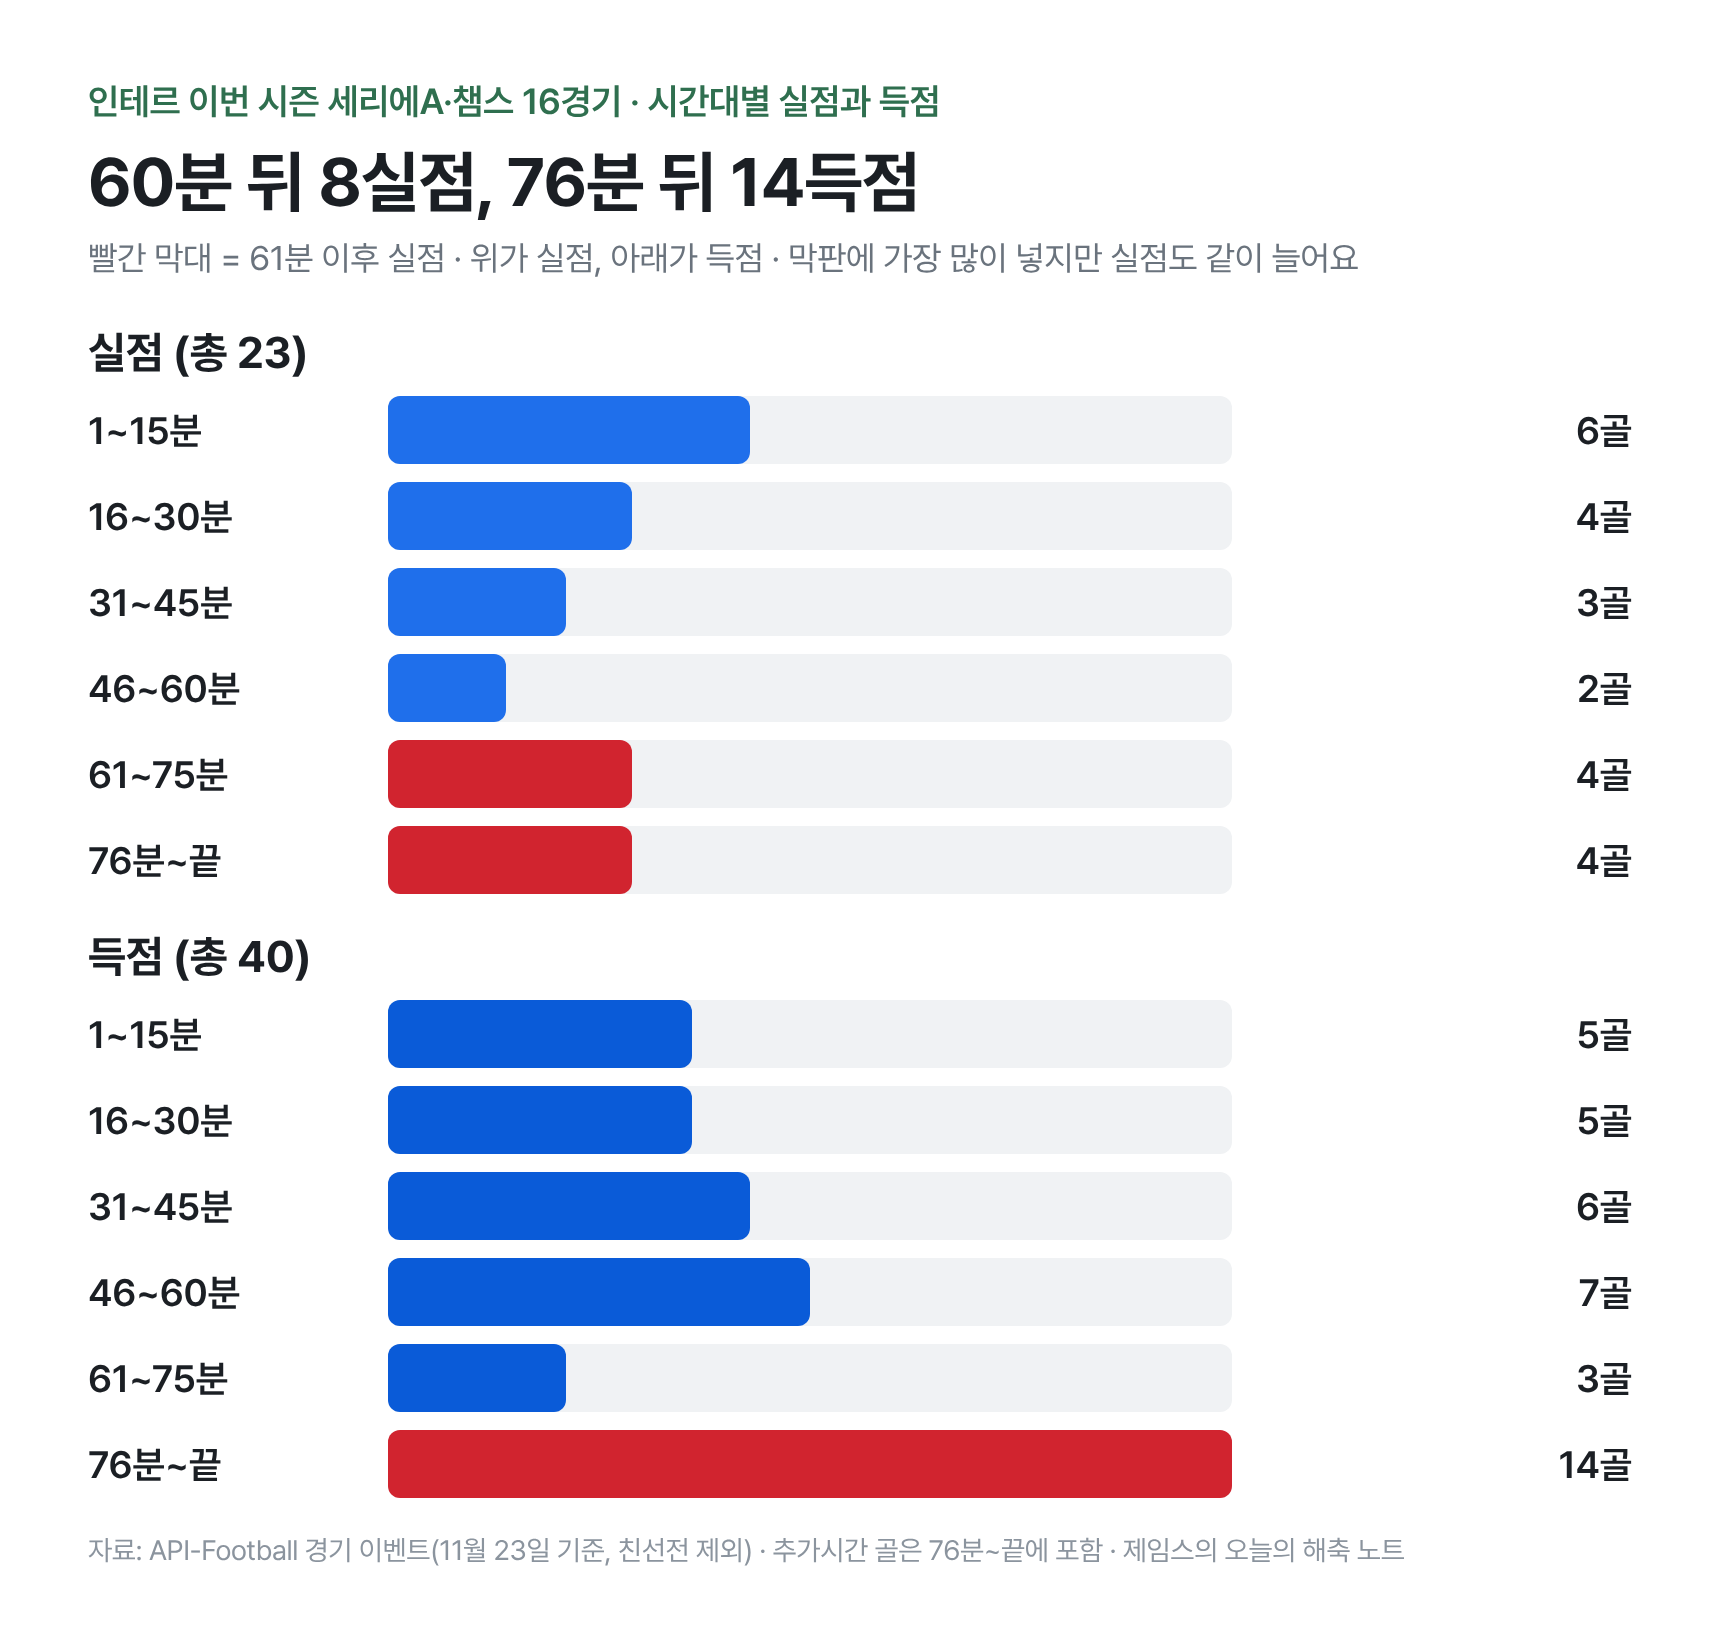 인테르 이번 시즌 세리에A·챔스 16경기 · 시간대별 실점과 득점
60분 뒤 8실점, 76분 뒤 14득점
빨간 막대 = 61분 이후 실점 · 위가 실점, 아래가 득점 · 막판에 가장 많이 넣지만 실점도 같이 늘어요
실점 (총 23)
1~15분 6골
16~30분 4골
31~45분 3골
46~60분 2골
61~75분 4골
76분~끝 4골
득점 (총 40)
1~15분 5골
16~30분 5골
31~45분 6골
46~60분 7골
61~75분 3골
76분~끝 14골
자료: API-Football 경기 이벤트(11월 23일 기준, 친선전 제외) · 추가시간 골은 76분~끝에 포함 · 제임스의 오늘의 해축 노트